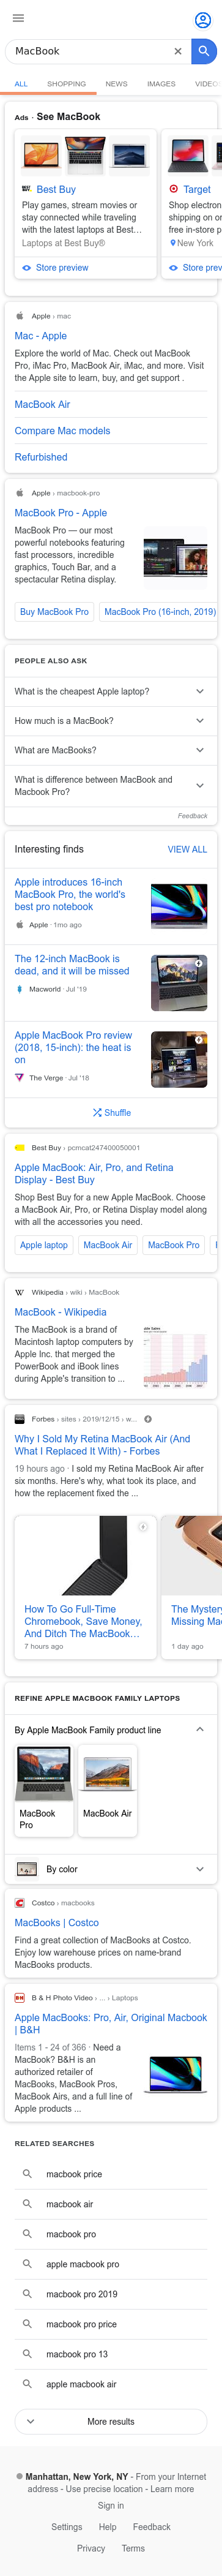 MacBook
ALL SHOPPING NEWS IMAGES VIDEO
Ads · See MacBook
Best Buy
Play games, stream movies or
stay connected while traveling
with the latest laptops at Best…
Laptops at Best Buy®
Store preview
Target
Shop electron
shipping on or
free in-store p
New York
Store prev
Apple › mac
Mac - Apple
Explore the world of Mac. Check out MacBook
Pro, iMac Pro, MacBook Air, iMac, and more. Visit
the Apple site to learn, buy, and get support .
MacBook Air
Compare Mac models
Refurbished
Apple › macbook-pro
MacBook Pro - Apple
MacBook Pro — our most
powerful notebooks featuring
fast processors, incredible
graphics, Touch Bar, and a
spectacular Retina display.
Buy MacBook Pro
MacBook Pro (16-inch, 2019)
PEOPLE ALSO ASK
What is the cheapest Apple laptop?
How much is a MacBook?
What are MacBooks?
What is difference between MacBook and
Macbook Pro?
Feedback
Interesting finds VIEW ALL
Apple introduces 16-inch
MacBook Pro, the world's
best pro notebook
Apple · 1mo ago
The 12-inch MacBook is
dead, and it will be missed
Macworld · Jul '19
Apple MacBook Pro review
(2018, 15-inch): the heat is
on
The Verge · Jul '18
Shuffle
Best Buy › pcmcat247400050001
Apple MacBook: Air, Pro, and Retina
Display - Best Buy
Shop Best Buy for a new Apple MacBook. Choose
a MacBook Air, Pro, or Retina Display model along
with all the accessories you need.
Apple laptop
MacBook Air
MacBook Pro
Wikipedia › wiki › MacBook
MacBook - Wikipedia
The MacBook is a brand of
Macintosh laptop computers by
Apple Inc. that merged the
PowerBook and iBook lines
during Apple's transition to ...
Forbes › sites › 2019/12/15 › w...
Why I Sold My Retina MacBook Air (And
What I Replaced It With) - Forbes
19 hours ago · I sold my Retina MacBook Air after
six months. Here's why, what took its place, and
how the replacement fixed the ...
How To Go Full-Time
Chromebook, Save Money,
And Ditch The MacBook…
7 hours ago
The Mystery
Missing Ma
1 day ago
REFINE APPLE MACBOOK FAMILY LAPTOPS
By Apple MacBook Family product line
MacBook
Pro
MacBook Air
By color
Costco › macbooks
MacBooks | Costco
Find a great collection of MacBooks at Costco.
Enjoy low warehouse prices on name-brand
MacBooks products.
B & H Photo Video › ... › Laptops
Apple MacBooks: Pro, Air, Original Macbook
| B&H
Items 1 - 24 of 366 · Need a
MacBook? B&H is an
authorized retailer of
MacBooks, MacBook Pros,
MacBook Airs, and a full line of
Apple products ...
RELATED SEARCHES
macbook price
macbook air
macbook pro
apple macbook pro
macbook pro 2019
macbook pro price
macbook pro 13
apple macbook air
More results
Manhattan, New York, NY - From your Internet
address - Use precise location - Learn more
Sign in
Settings Help Feedback
Privacy Terms